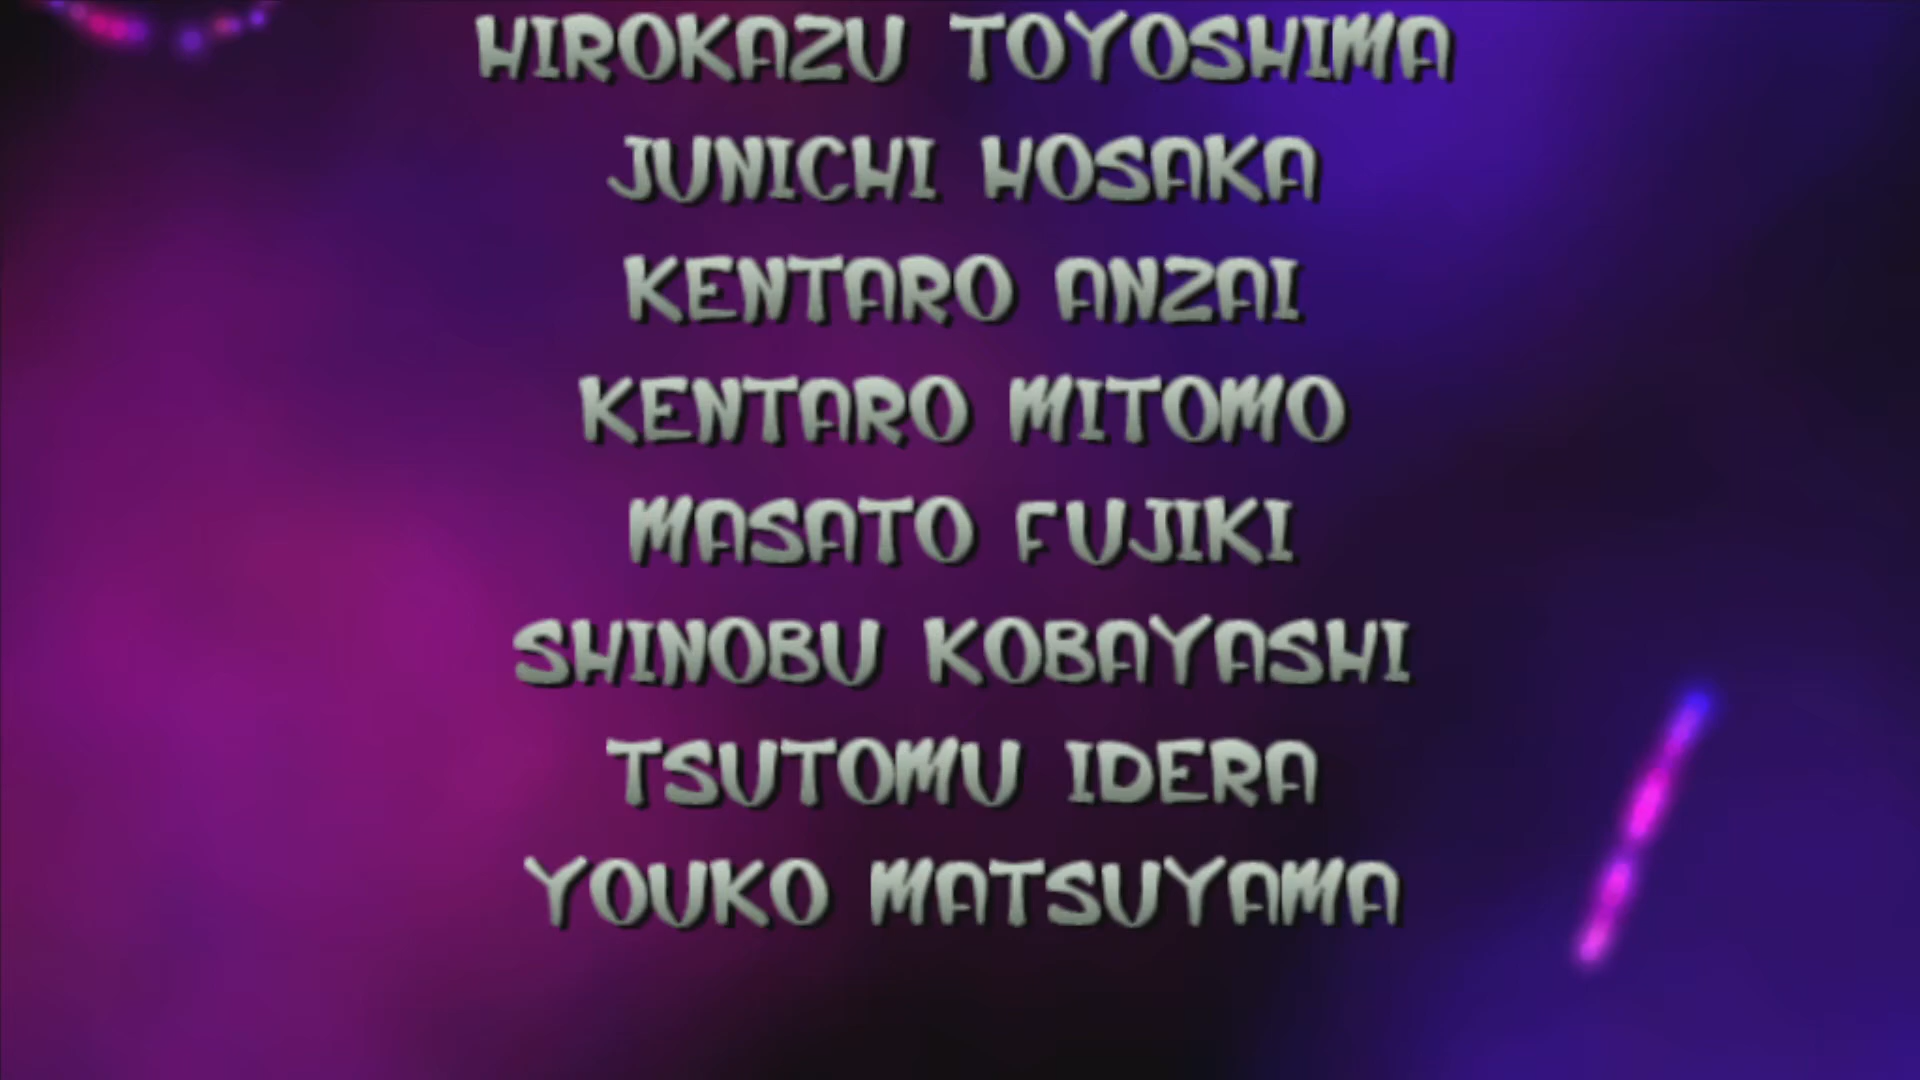 HIROKAZU TOYOSHIMA
JUNICHI HOSAKA
KENTARO ANZAI
KENTARO MITOMO
MASATO FUJIKI
SHINOBU KOBAYASHI
TSUTOMU IDERA
YOUKO MATSUYAMA